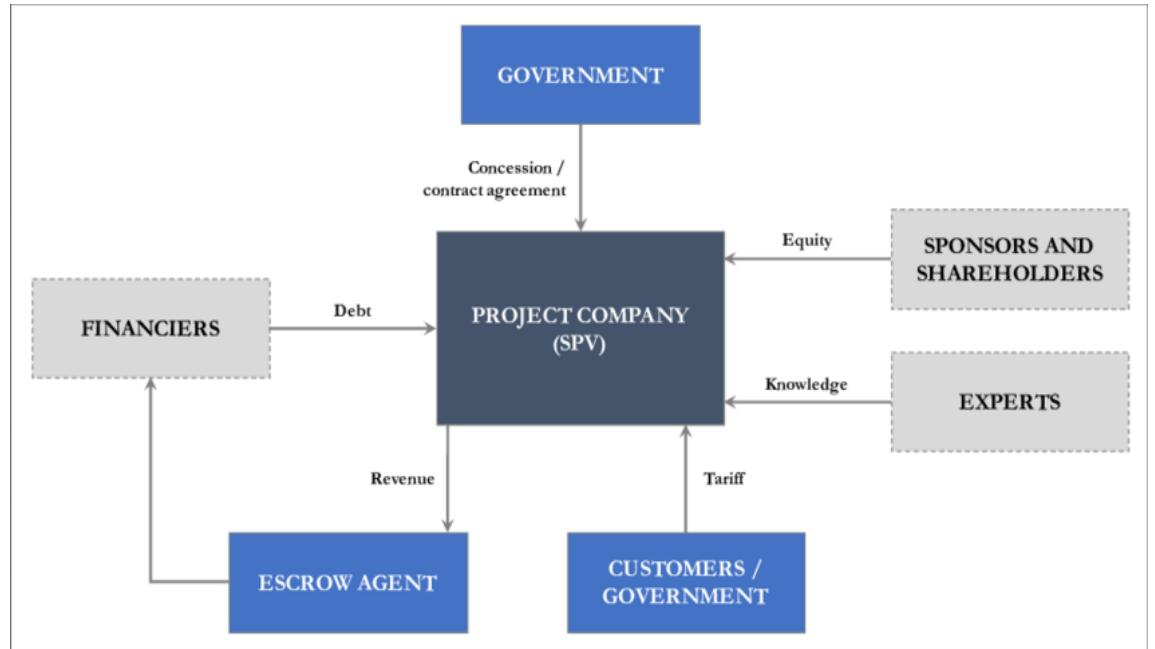 GOVERNMENT
Concession /
contract agreement
Equity
SPONSORS AND
SHAREHOLDERS
FINANCIERS
Debt
PROJECT COMPANY
(SPV)
Knowledge
EXPERTS
Revenue
Tariff
ESCROW AGENT
CUSTOMERS /
GOVERNMENT